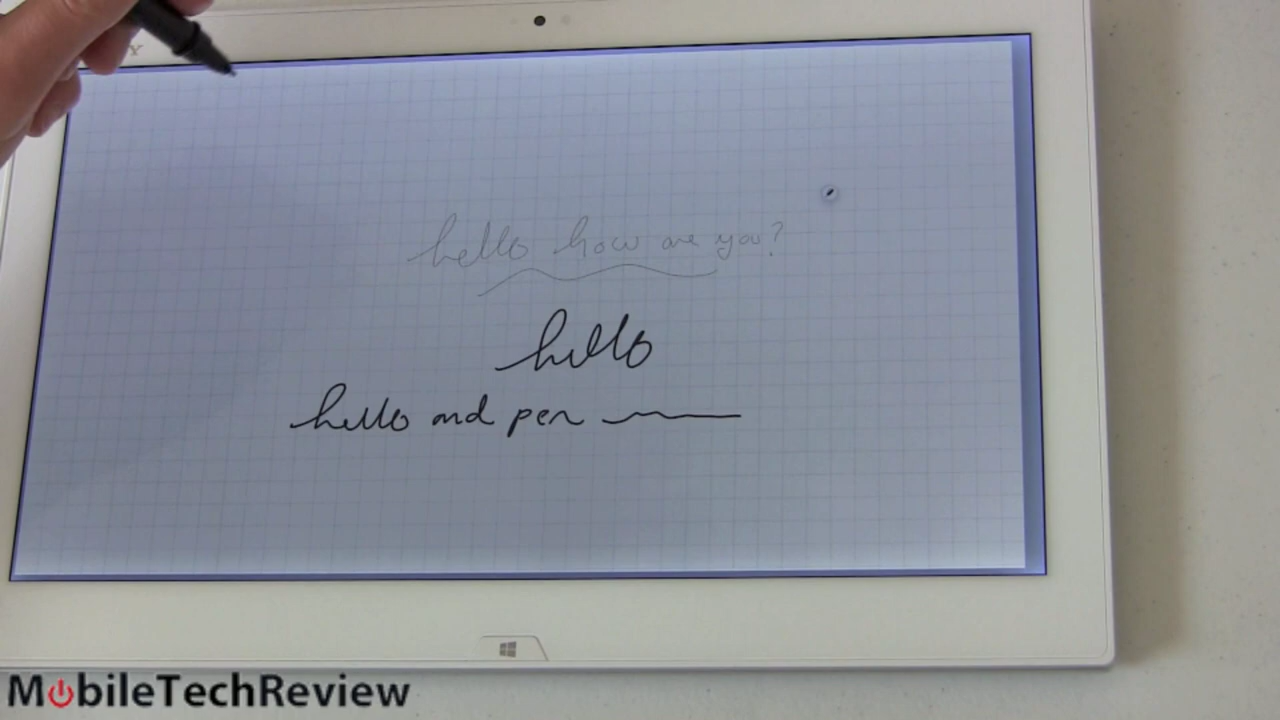 Y
hello how are you?
hello
hello and pen
MobileTechReview